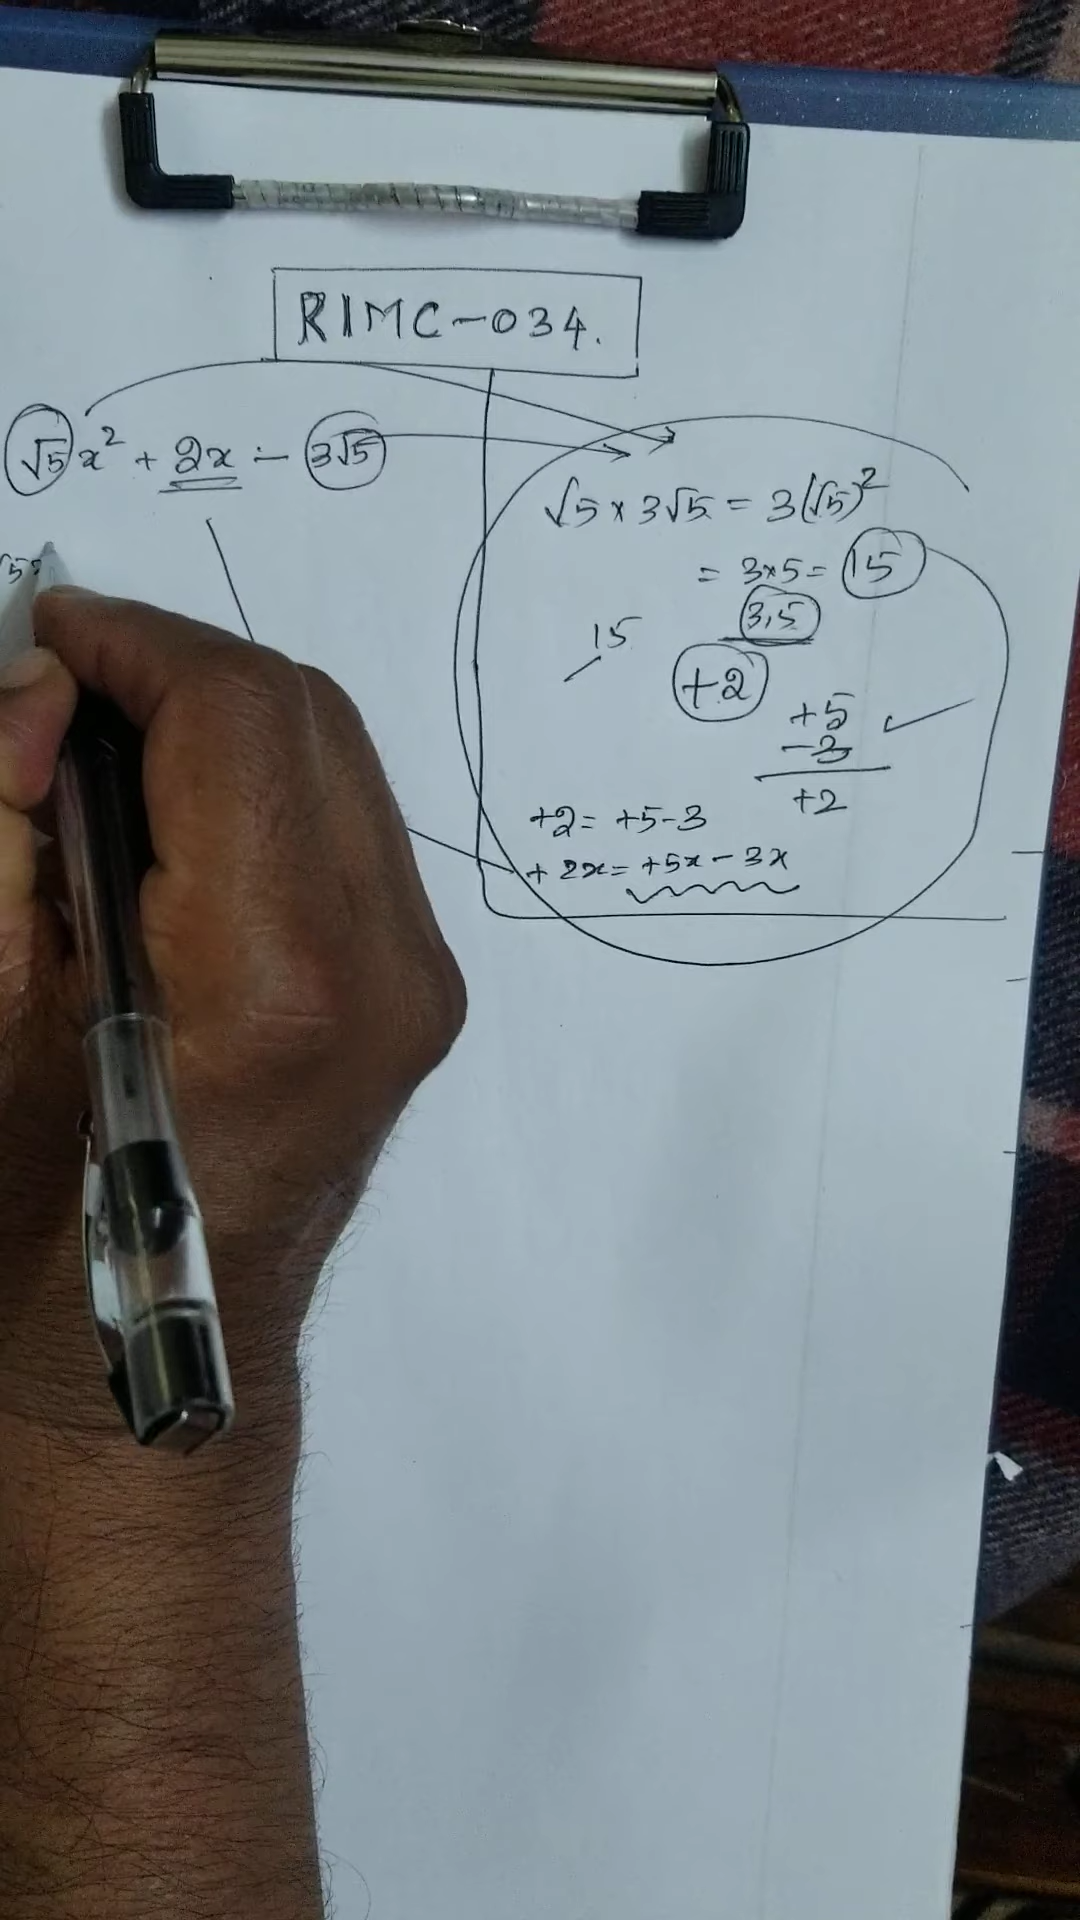 RIMC-034.
√5x² + 2x - 3√5
√5 × 3√5 = 3(√5)²
= 3×5 = 15
3,5
15
+2
+5
-3
+2
+2 = +5-3
+2x = +5x - 3x